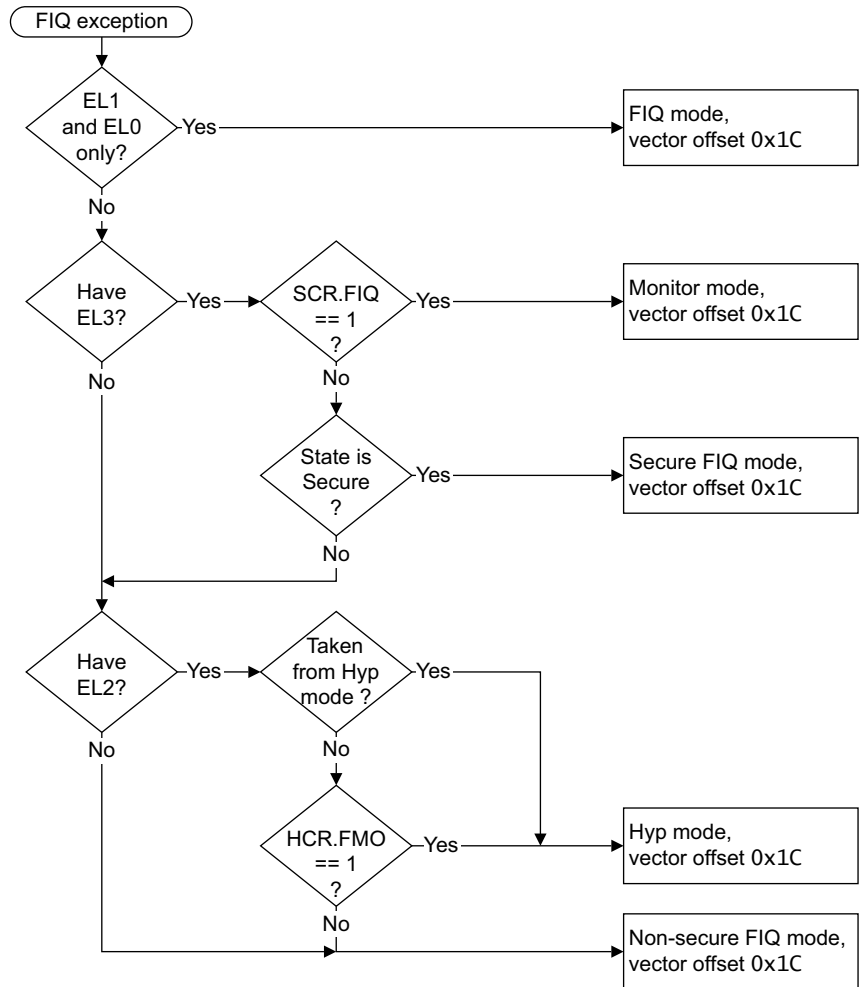 FIQ exception
EL1
and EL0
only?
Yes
FIQ mode,
vector offset 0x1C
No
Have
EL3?
Yes
SCR.FIQ
== 1
?
Yes
Monitor mode,
vector offset 0x1C
No
No
State is
Secure
?
Yes
Secure FIQ mode,
vector offset 0x1C
No
Have
EL2?
Yes
Taken
from Hyp
mode ?
Yes
No
No
HCR.FMO
== 1
?
Yes
Hyp mode,
vector offset 0x1C
No
Non-secure FIQ mode,
vector offset 0x1C